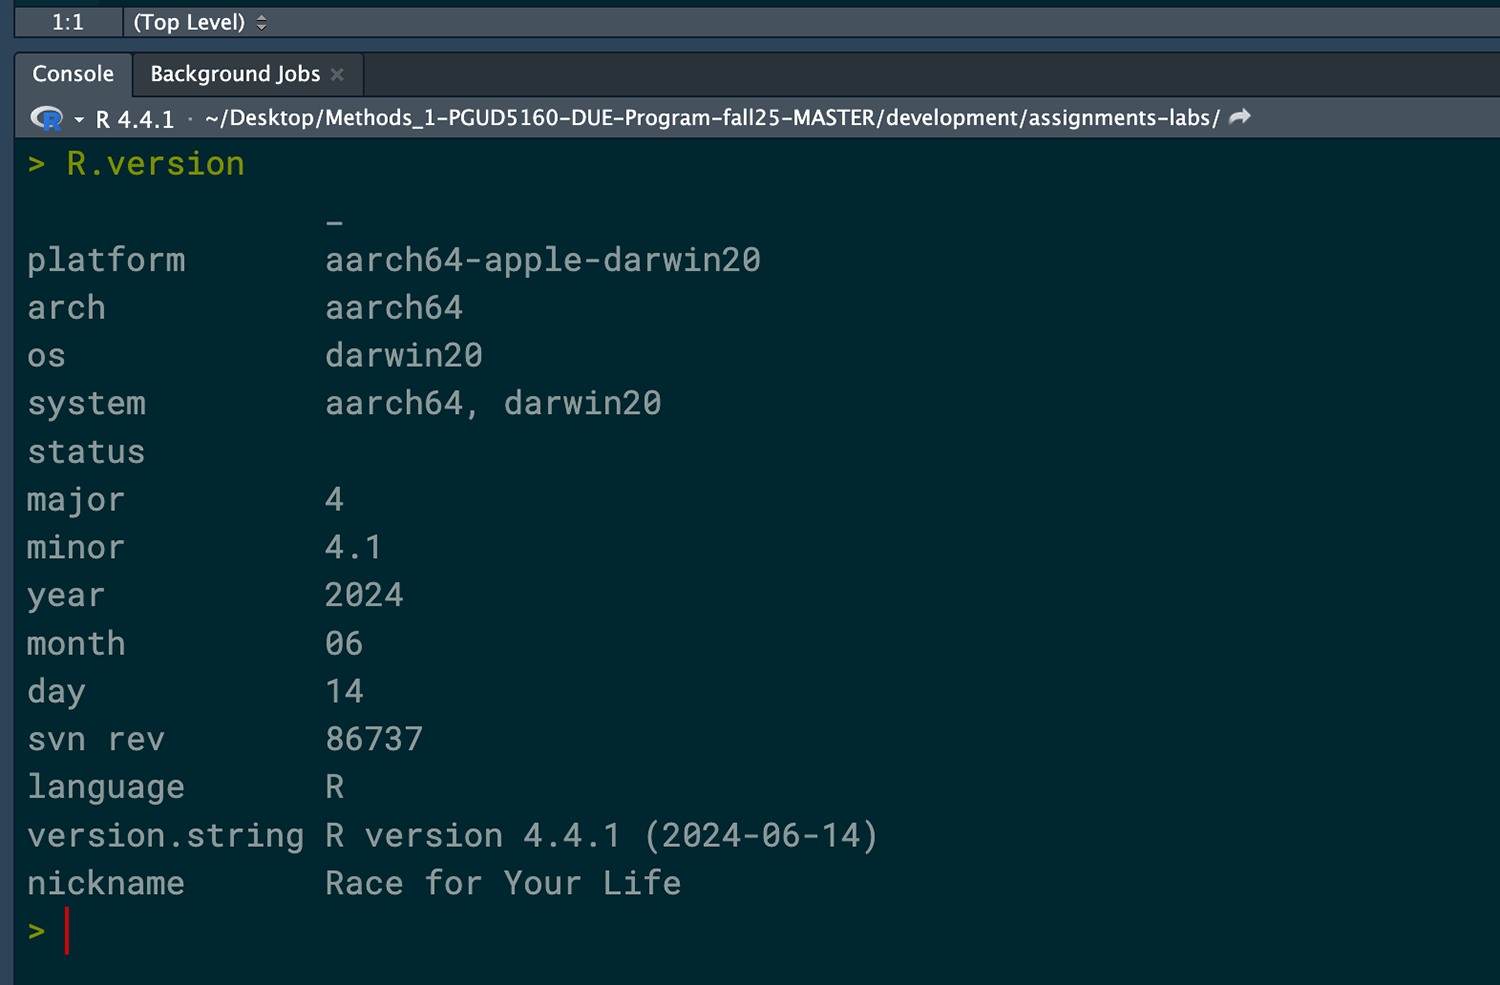 1:1 (Top Level)
Console Background Jobs
R 4.4.1 · ~/Desktop/Methods_1-PGUD5160-DUE-Program-fall25-MASTER/development/assignments-labs/
> R.version
_
platform aarch64-apple-darwin20
arch aarch64
os darwin20
system aarch64, darwin20
status
major 4
minor 4.1
year 2024
month 06
day 14
svn rev 86737
language R
version.string R version 4.4.1 (2024-06-14)
nickname Race for Your Life
>